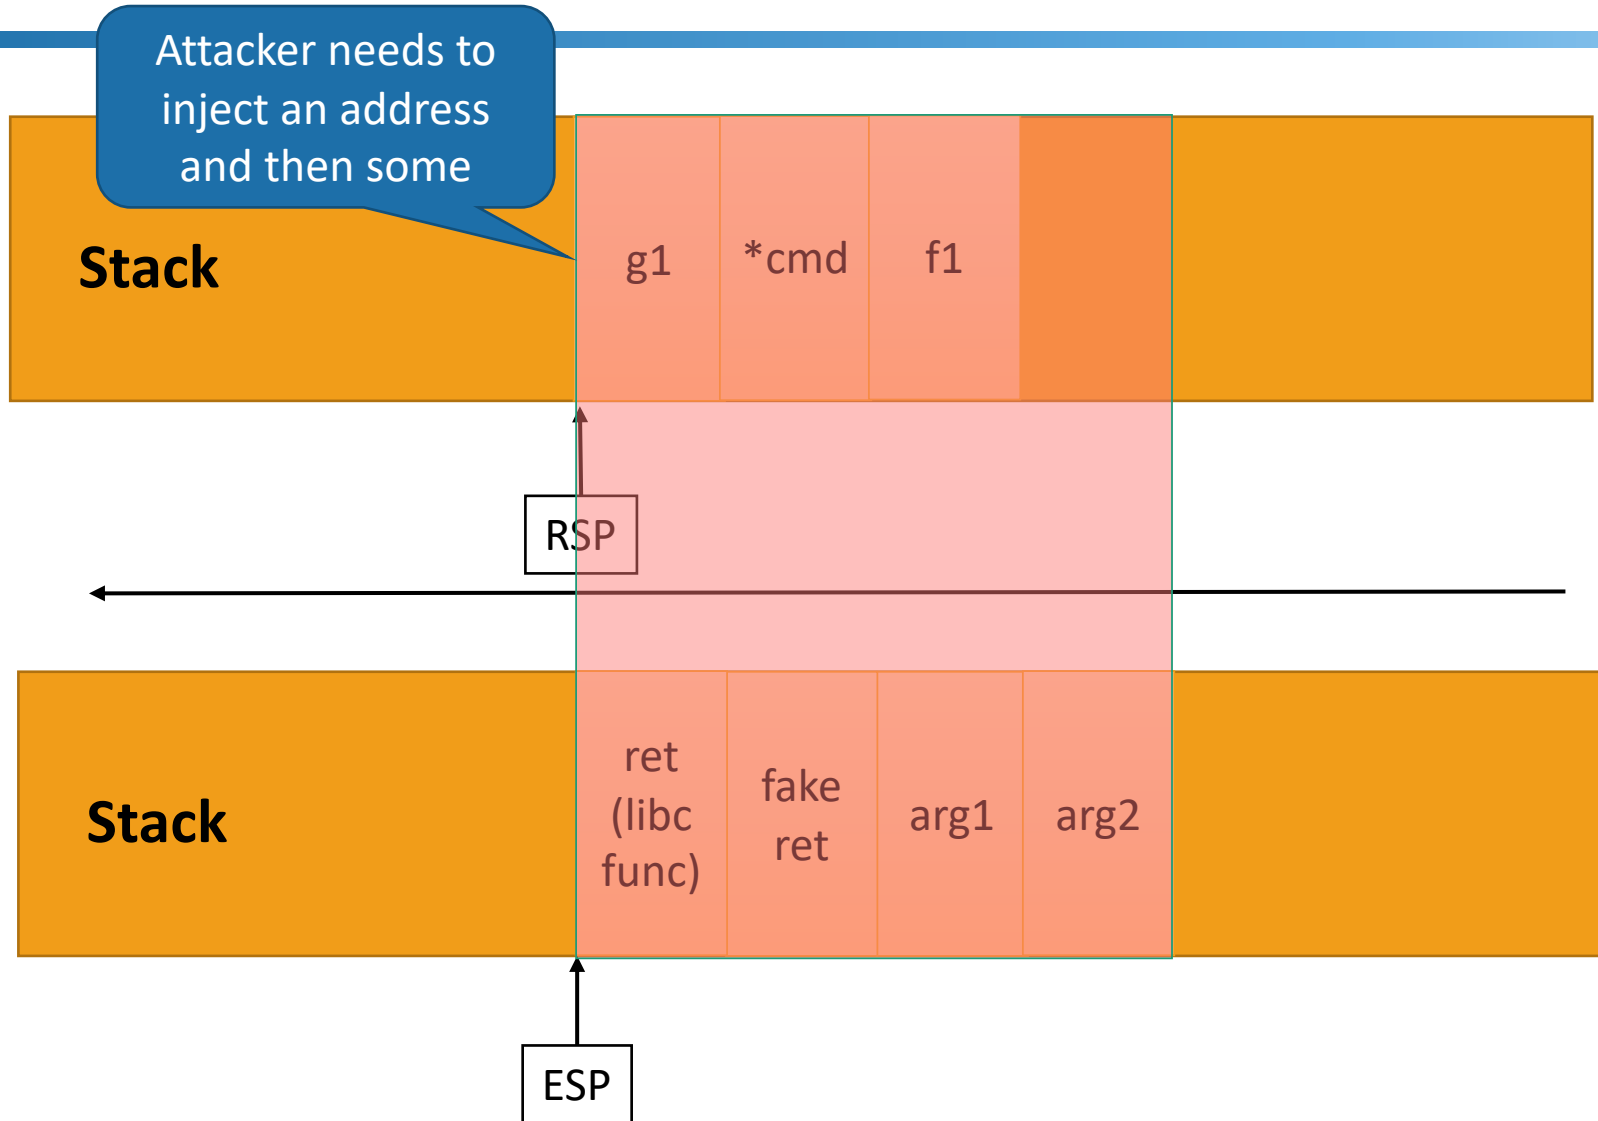 Attacker needs to
inject an address
and then some
Stack
g1
*cmd
f1
RSP
Stack
ret
(libc
func)
fake
ret
arg1
arg2
ESP